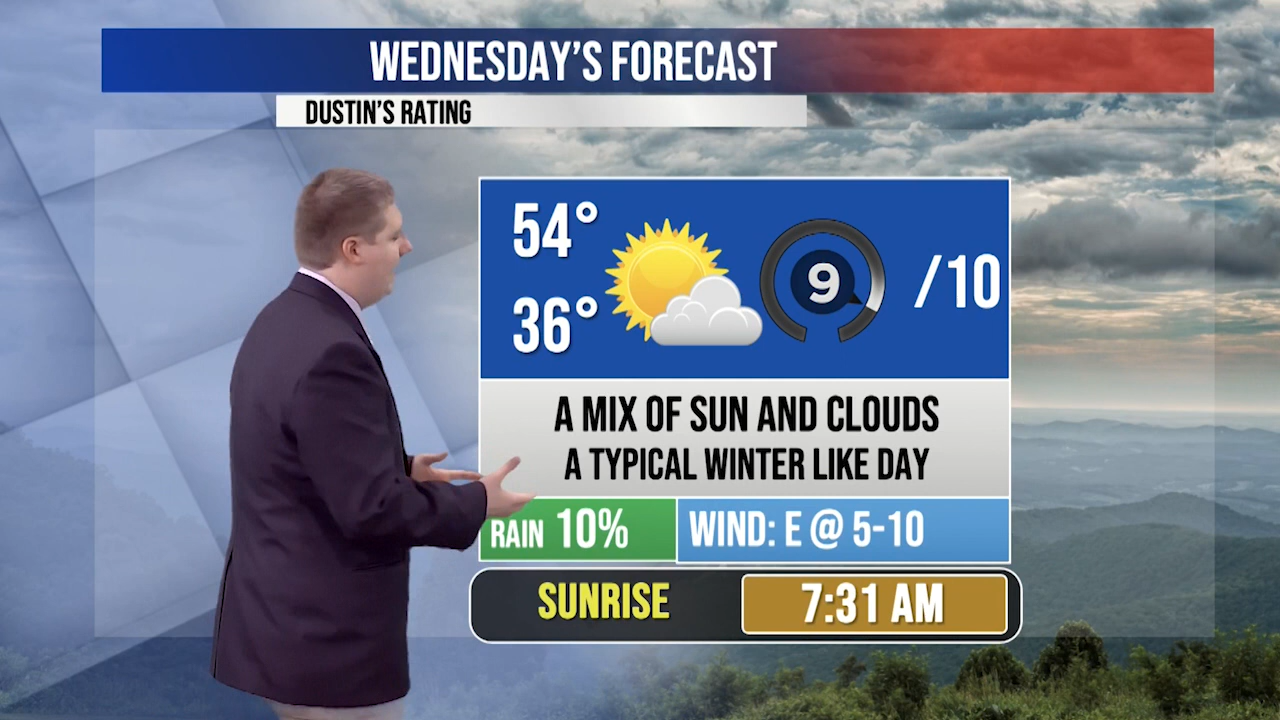 WEDNESDAY'S FORECAST
DUSTIN'S RATING
54°
36°
9
/10
A MIX OF SUN AND CLOUDS
A TYPICAL WINTER LIKE DAY
RAIN 10%
WIND: E @ 5-10
SUNRISE
7:31 AM